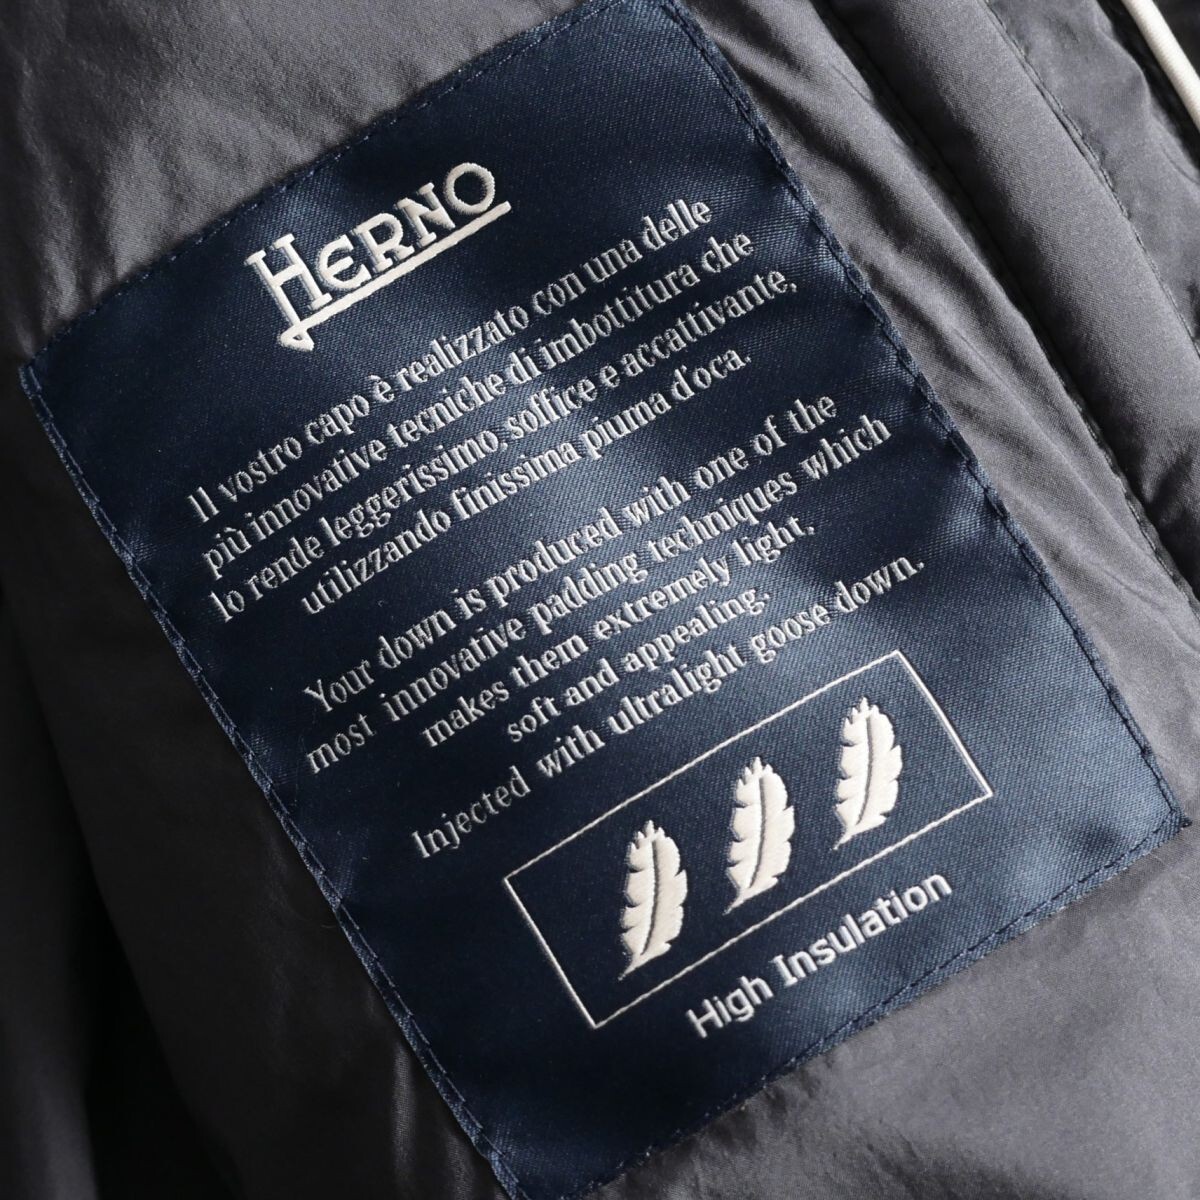 HERNO
Il vostro capo è realizzato con una delle
più innovative tecniche di imbottitura che
lo rende leggerissimo, soffice e accattivante,
utilizzando finissima piuma d'oca.
Your down is produced with one of the
most innovative padding techniques which
makes them extremely light,
soft and appealing.
Injected with ultralight goose down.
High Insulation